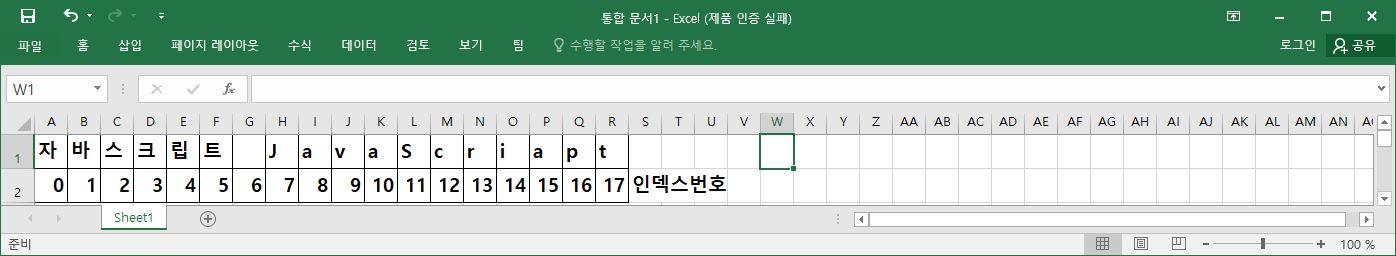 통합 문서1 - Excel (제품 인증 실패)
파일 홈 삽입 페이지 레이아웃 수식 데이터 검토 보기 팀 수행할 작업을 알려 주세요. 로그인 공유
W1 fx
A B C D E F G H I J K L M N O P Q R S T U V W X Y Z AA AB AC AD AE AF AG AH AI AJ AK AL AM AN AO
1 자 바 스 크 립 트 J a v a S c r i a p t
2 0 1 2 3 4 5 6 7 8 9 10 11 12 13 14 15 16 17 인덱스번호
Sheet1
준비 100 %